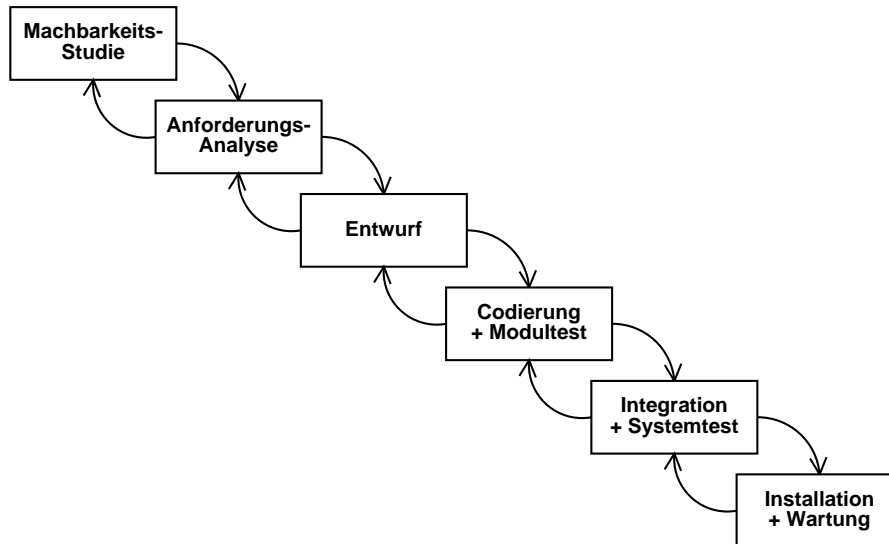 Machbarkeits-
Studie
Anforderungs-
Analyse
Entwurf
Codierung
+ Modultest
Integration
+ Systemtest
Installation
+ Wartung